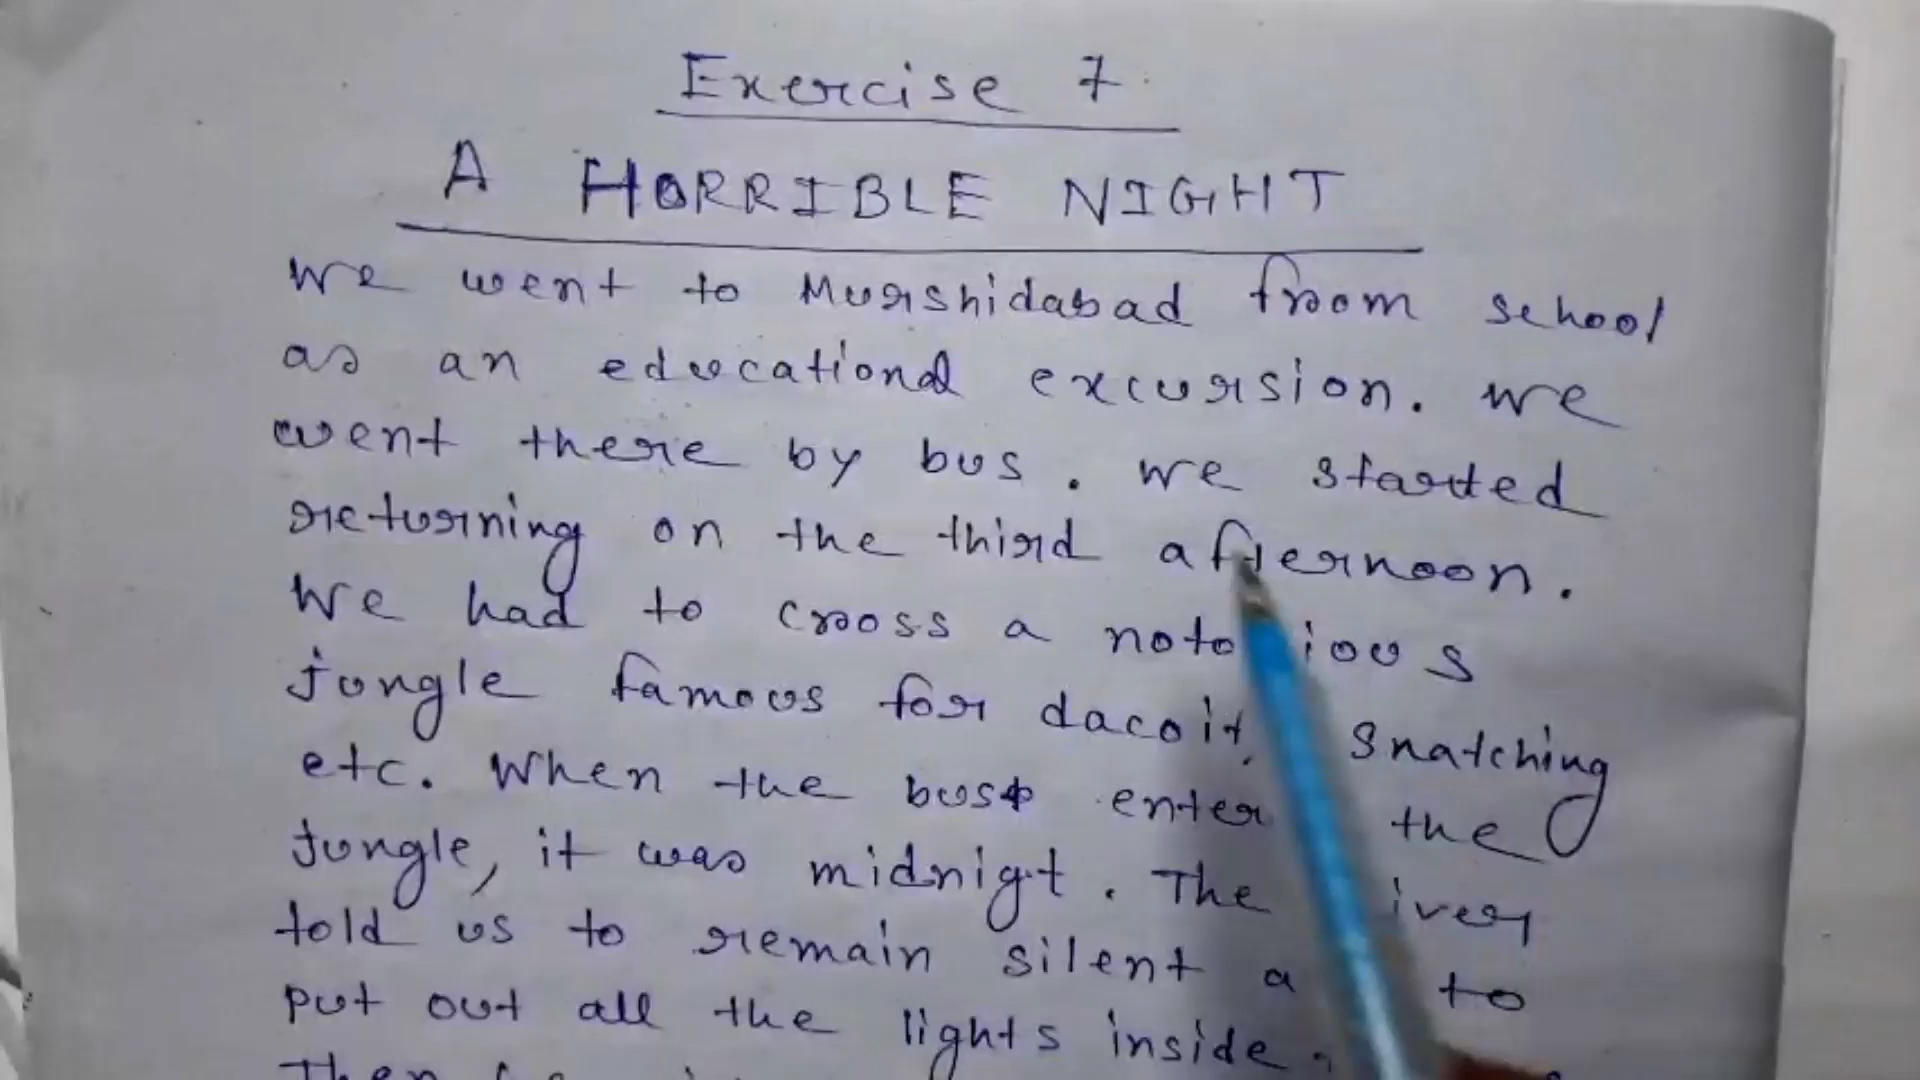 Exercise 7
A HORRIBLE NIGHT
We went to Murshidabad from school
as an educational excursion. We
went there by bus. We started
returning on the third afternoon.
We had to cross a notorious
jungle famous for dacoit, snatching
etc. When the bus enter the
jungle, it was midnigt. The
told us to remain silent to
put out all the lights inside.
Then